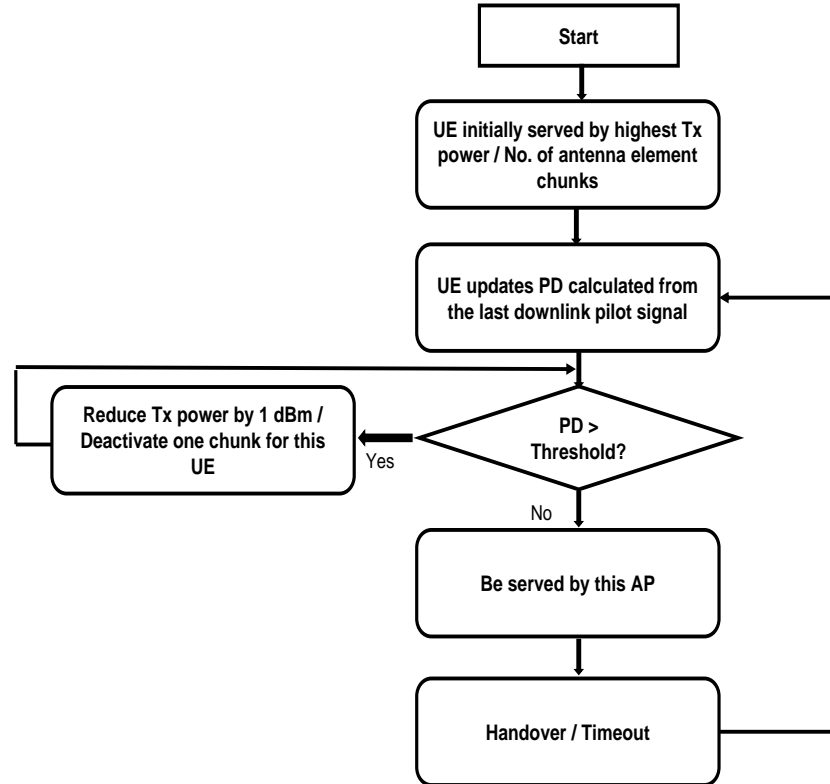 Start
UE initially served by highest Tx
power / No. of antenna element
chunks
UE updates PD calculated from
the last downlink pilot signal
Reduce Tx power by 1 dBm /
Deactivate one chunk for this
UE
Yes
PD >
Threshold?
No
Be served by this AP
Handover / Timeout